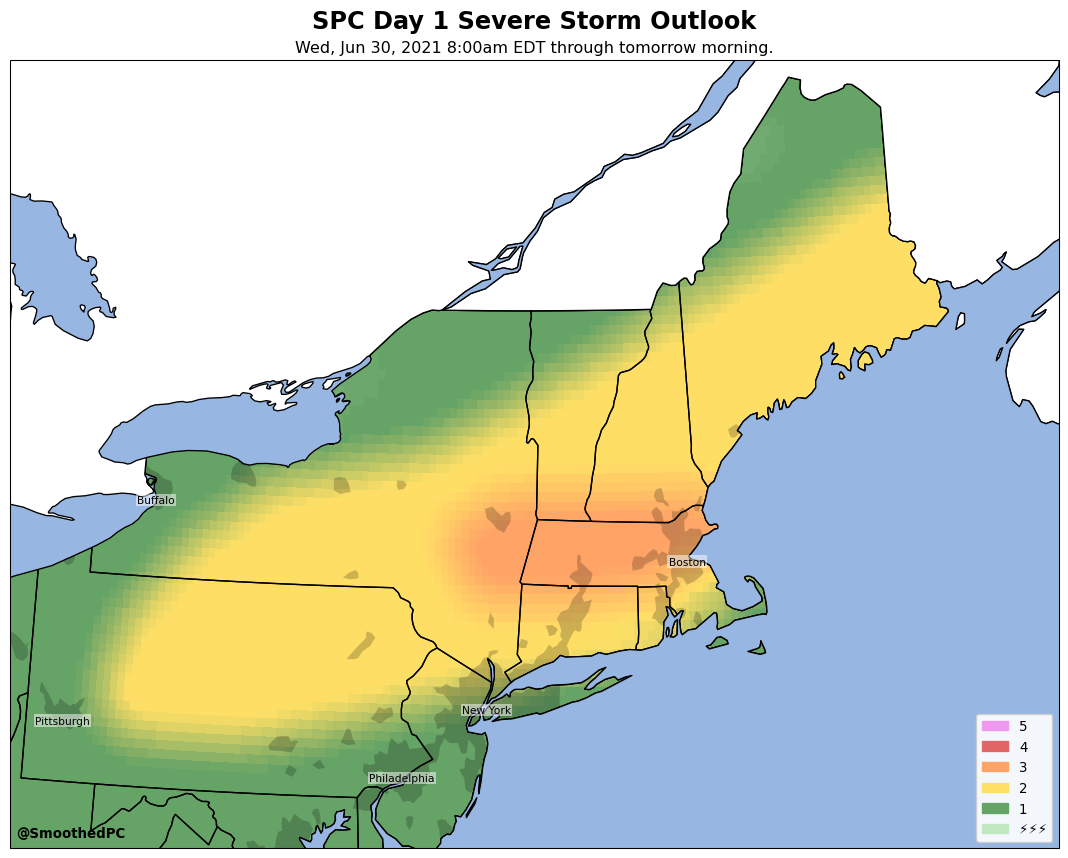 SPC Day 1 Severe Storm Outlook
Wed, Jun 30, 2021 8:00am EDT through tomorrow morning.
Buffalo
Boston
New York
Pittsburgh
Philadelphia
5
4
3
2
1
⚡⚡⚡
@SmoothedPC